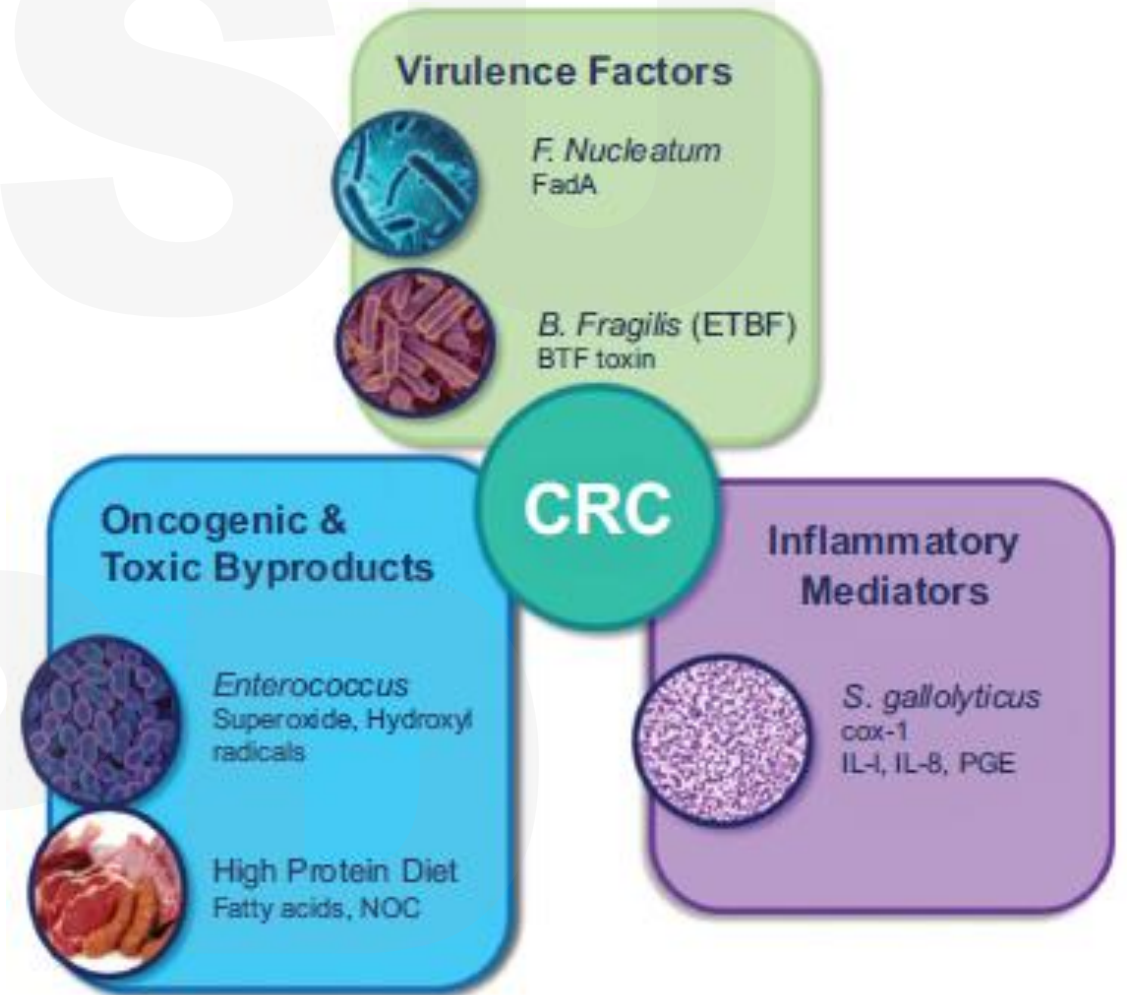 Virulence Factors
F. Nucleatum
FadA
B. Fragilis (ETBF)
BTF toxin
CRC
Oncogenic &
Toxic Byproducts
Enterococcus
Superoxide, Hydroxyl
radicals
High Protein Diet
Fatty acids, NOC
Inflammatory
Mediators
S. gallolyticus
cox-1
IL-I, IL-8, PGE